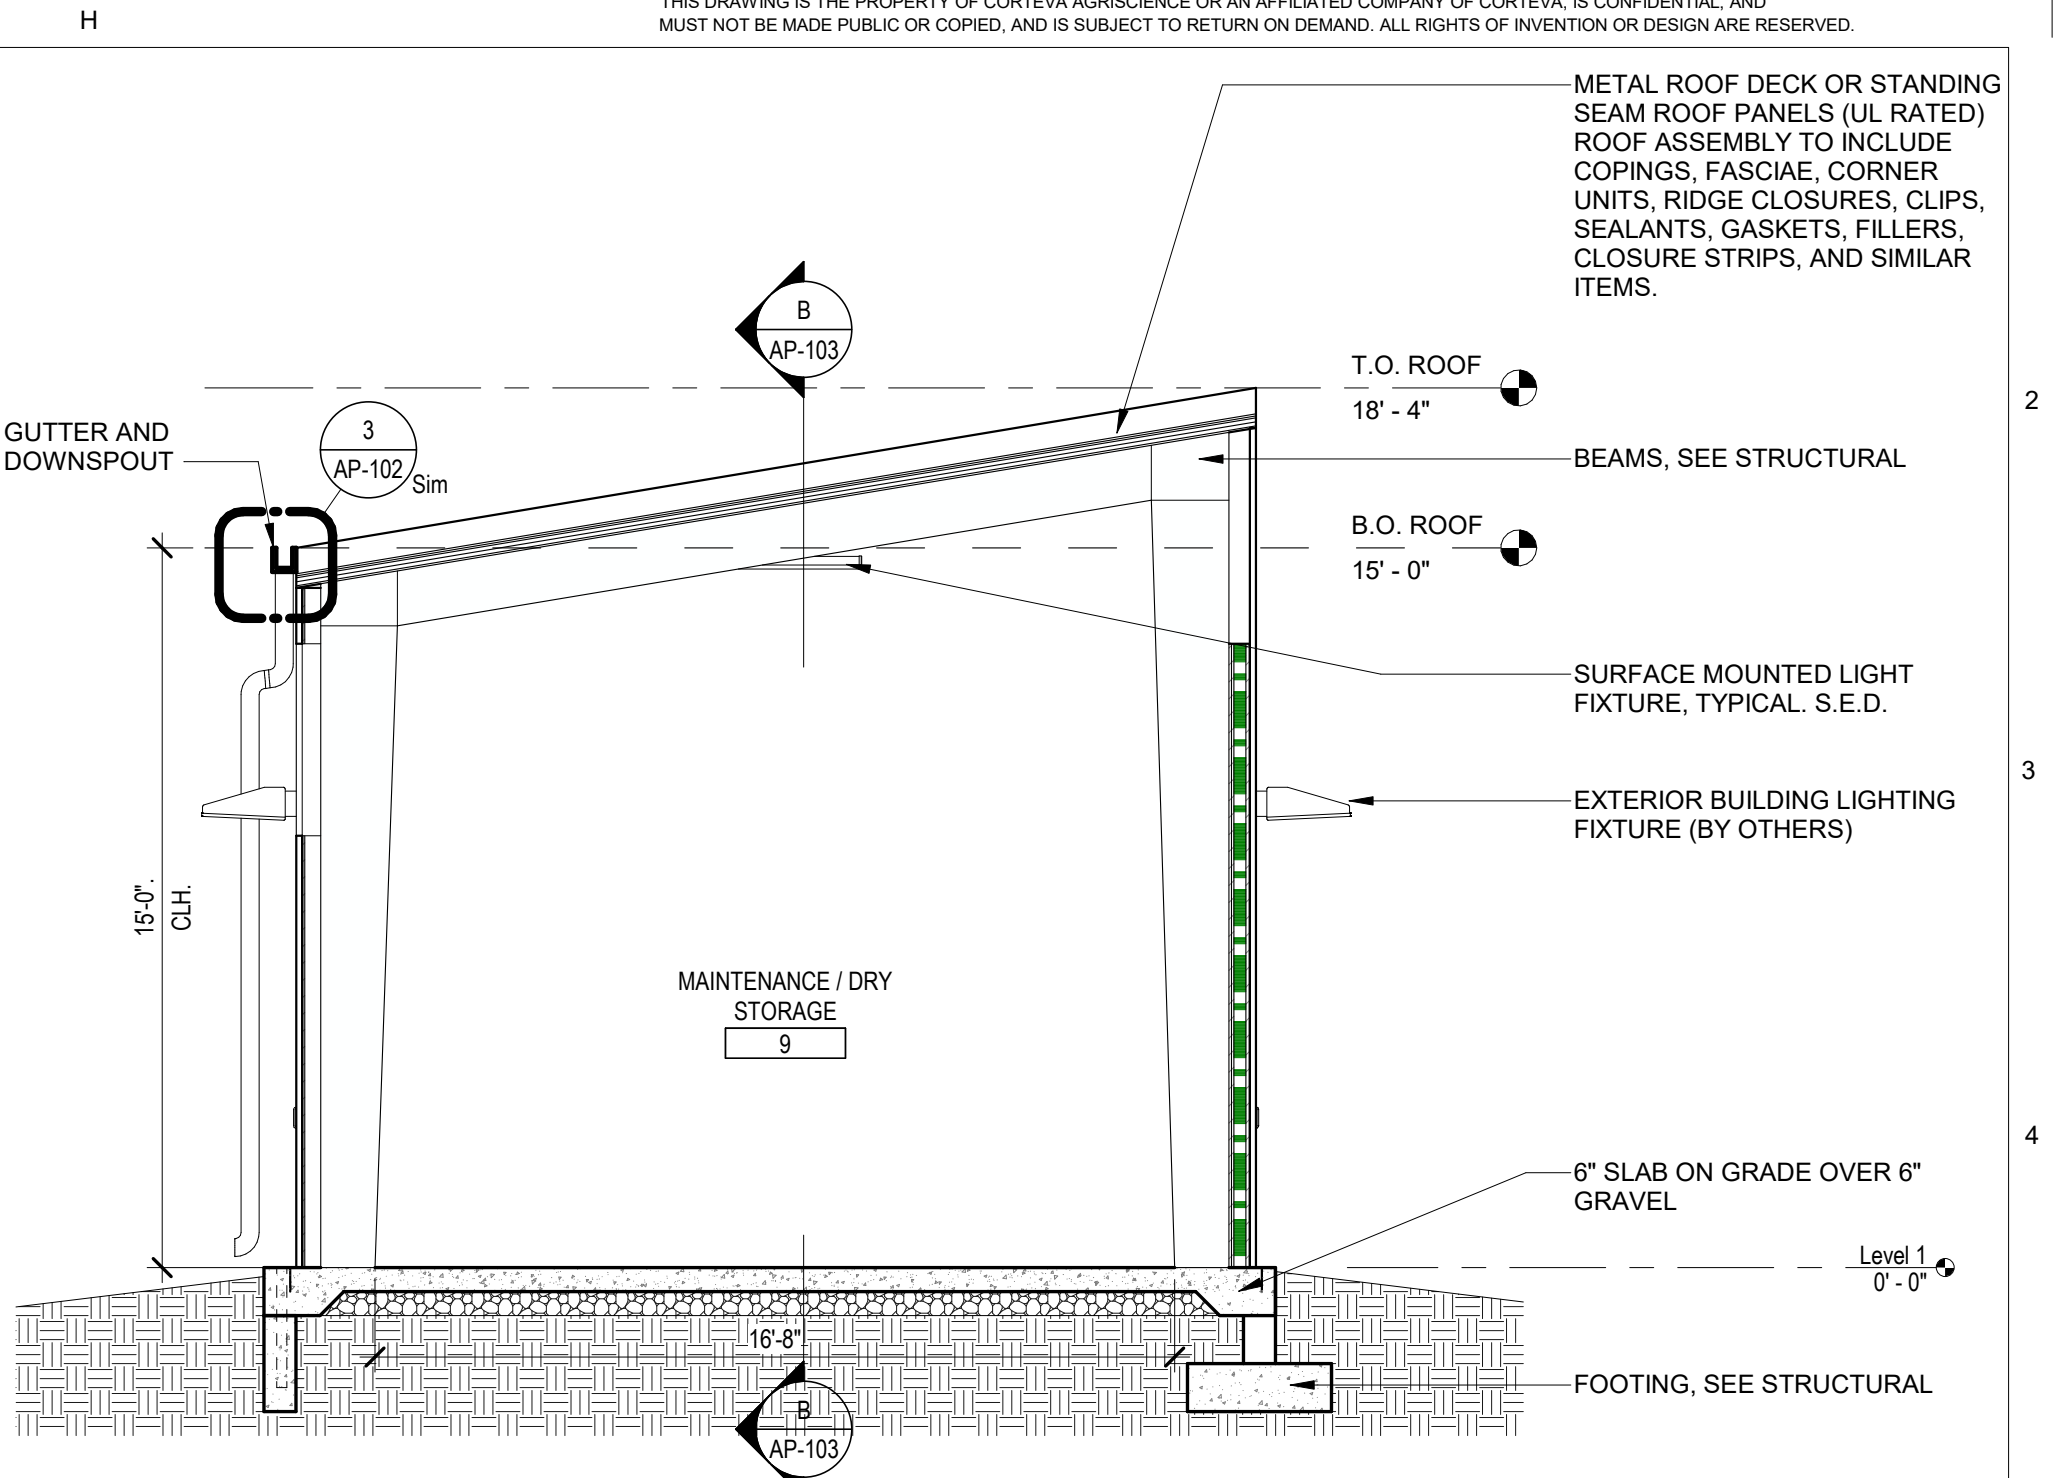 H
THIS DRAWING IS THE PROPERTY OF CORTEVA AGRISCIENCE OR AN AFFILIATED COMPANY OF CORTEVA, IS CONFIDENTIAL, AND
MUST NOT BE MADE PUBLIC OR COPIED, AND IS SUBJECT TO RETURN ON DEMAND. ALL RIGHTS OF INVENTION OR DESIGN ARE RESERVED.
METAL ROOF DECK OR STANDING
SEAM ROOF PANELS (UL RATED)
ROOF ASSEMBLY TO INCLUDE
COPINGS, FASCIAE, CORNER
UNITS, RIDGE CLOSURES, CLIPS,
SEALANTS, GASKETS, FILLERS,
CLOSURE STRIPS, AND SIMILAR
ITEMS.
B
AP-103
T.O. ROOF
18' - 4"
2
GUTTER AND
DOWNSPOUT
3
AP-102
Sim
BEAMS, SEE STRUCTURAL
B.O. ROOF
15' - 0"
SURFACE MOUNTED LIGHT
FIXTURE, TYPICAL. S.E.D.
3
EXTERIOR BUILDING LIGHTING
FIXTURE (BY OTHERS)
15'-0".
CLH.
MAINTENANCE / DRY
STORAGE
9
4
6" SLAB ON GRADE OVER 6"
GRAVEL
Level 1
0' - 0"
16'-8"
FOOTING, SEE STRUCTURAL
B
AP-103